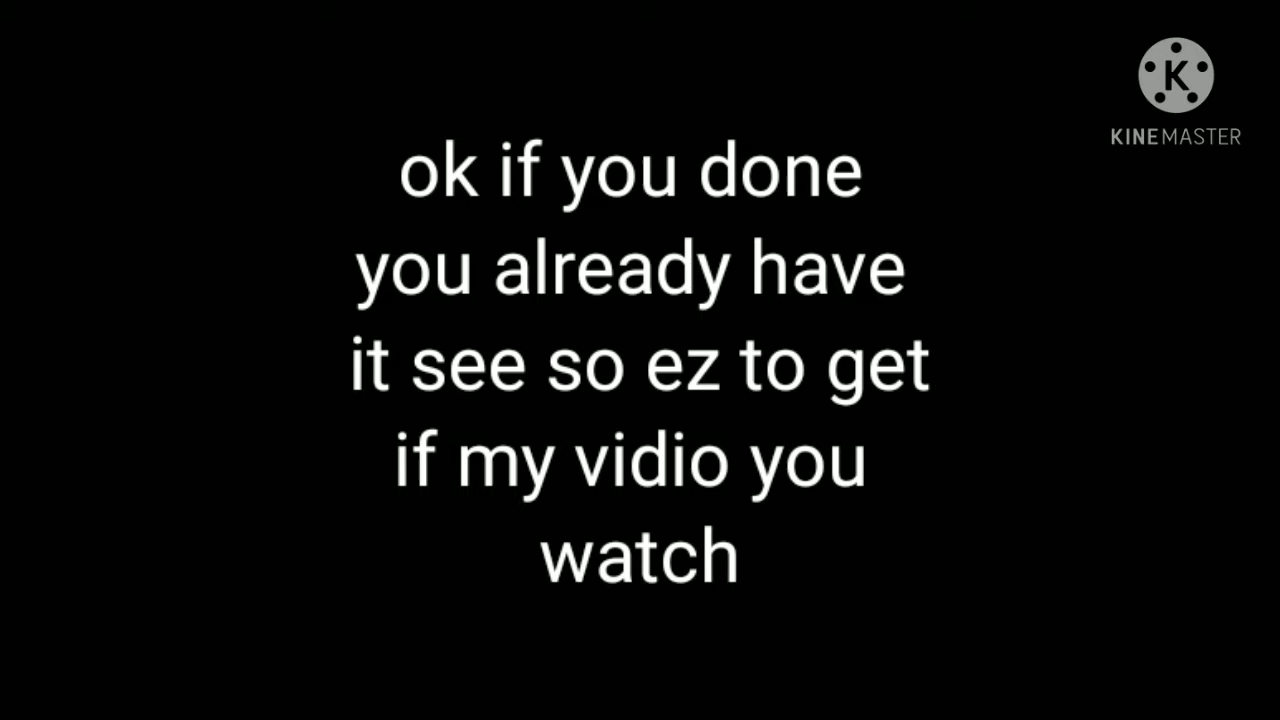 K
KINEMASTER
ok if you done
you already have
it see so ez to get
if my vidio you
watch